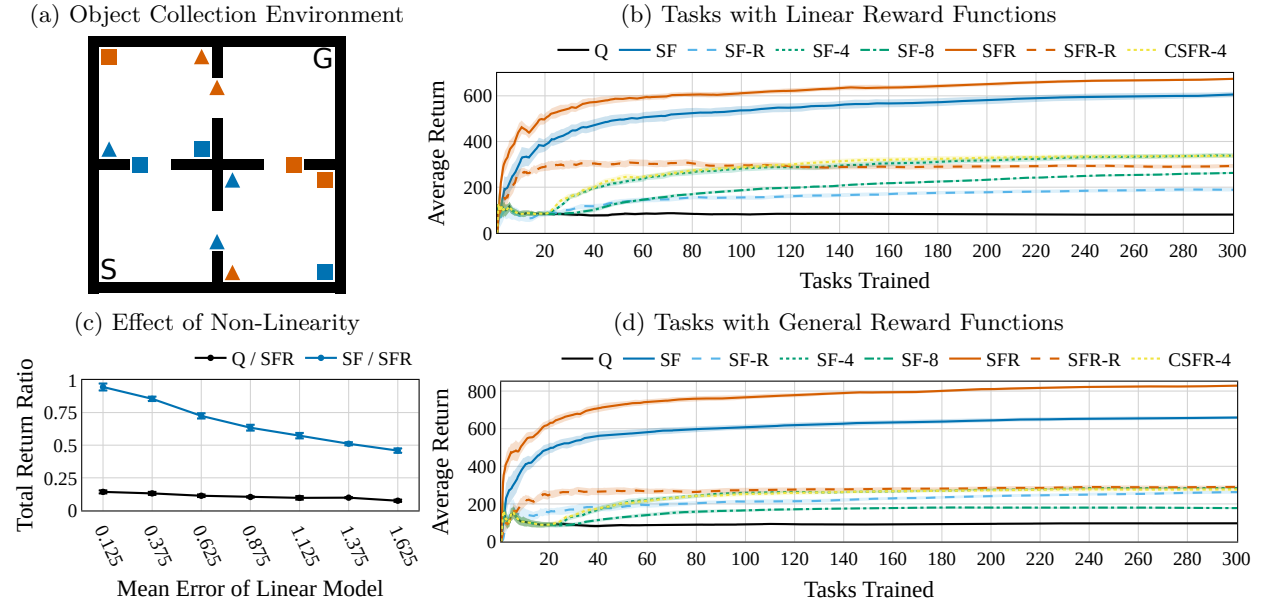 (a) Object Collection Environment
G
S
(b) Tasks with Linear Reward Functions
Q SF SF-R SF-4 SF-8 SFR SFR-R CSFR-4
Average Return
600
400
200
0
20 40 60 80 100 120 140 160 180 200 220 240 260 280 300
Tasks Trained
(c) Effect of Non-Linearity
Q / SFR SF / SFR
Total Return Ratio
1
0.75
0.5
0.25
0
0.125 0.375 0.625 0.875 1.125 1.375 1.625
Mean Error of Linear Model
(d) Tasks with General Reward Functions
Q SF SF-R SF-4 SF-8 SFR SFR-R CSFR-4
Average Return
800
600
400
200
0
20 40 60 80 100 120 140 160 180 200 220 240 260 280 300
Tasks Trained